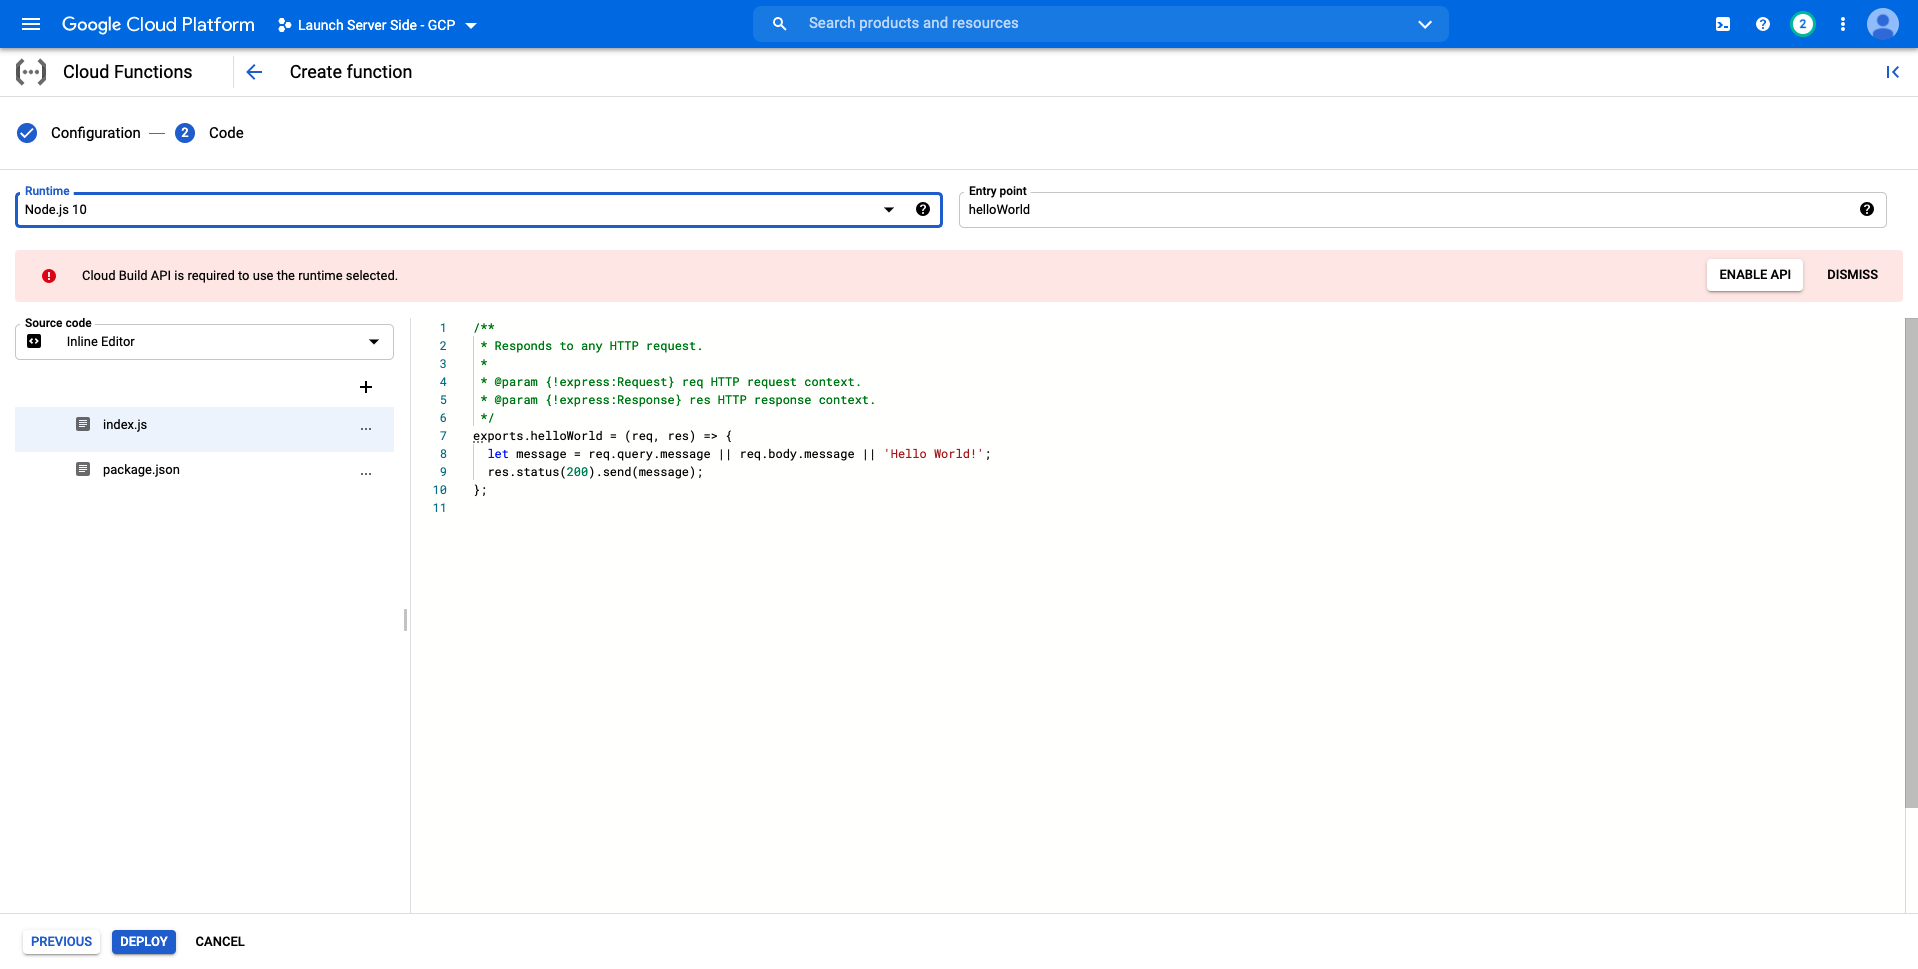 Google Cloud Platform
Launch Server Side - GCP
Search products and resources
2
Cloud Functions
Create function
Configuration
2
Code
Runtime
Node.js 10
Entry point
helloWorld
Cloud Build API is required to use the runtime selected.
ENABLE API
DISMISS
Source code
Inline Editor
index.js
...
package.json
...
1 /**
2 * Responds to any HTTP request.
3 *
4 * @param {!express:Request} req HTTP request context.
5 * @param {!express:Response} res HTTP response context.
6 */
7 exports.helloWorld = (req, res) => {
8 let message = req.query.message || req.body.message || 'Hello World!';
9 res.status(200).send(message);
10 };
11
PREVIOUS
DEPLOY
CANCEL